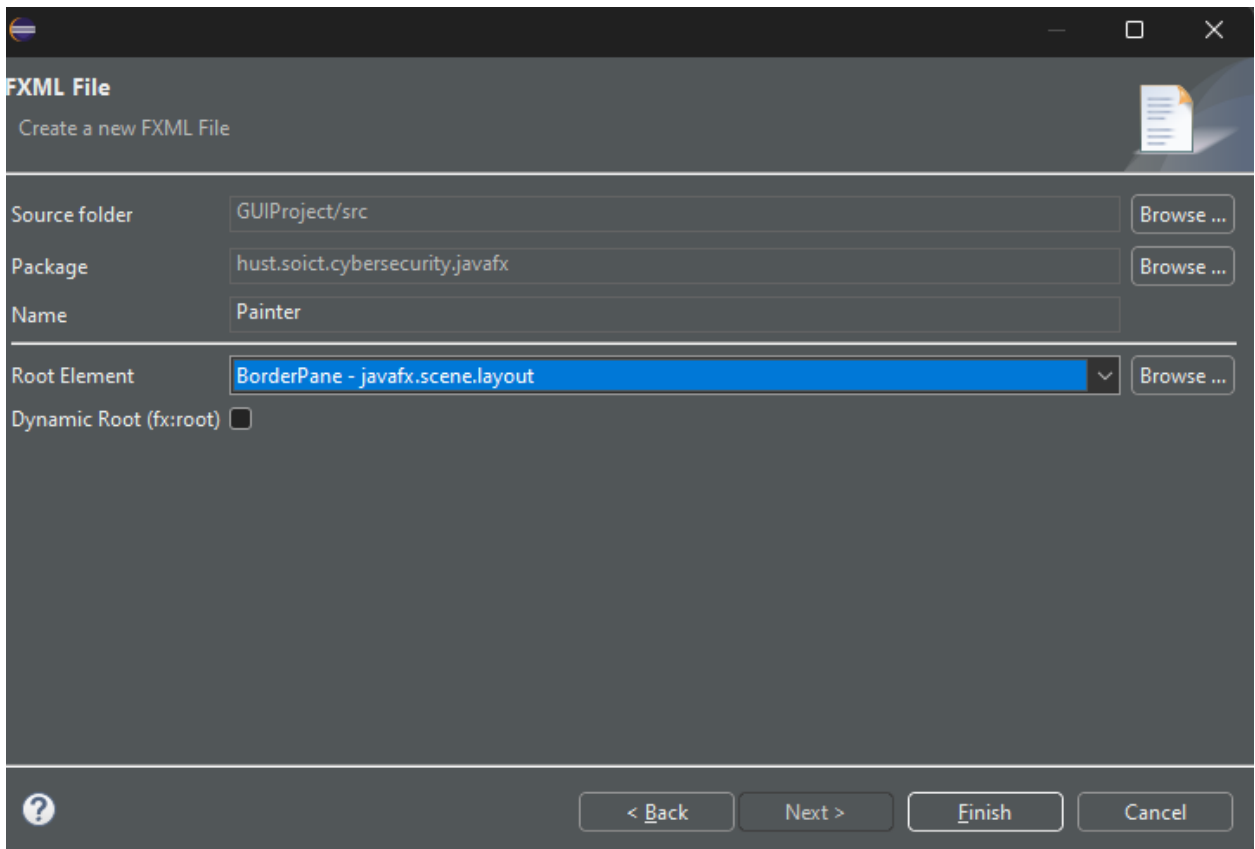 FXML File
Create a new FXML File
Source folder GUIProject/src Browse ...
Package hust.soict.cybersecurity.javafx Browse ...
Name Painter
Root Element BorderPane - javafx.scene.layout Browse ...
Dynamic Root (fx:root)
< Back Next > Finish Cancel